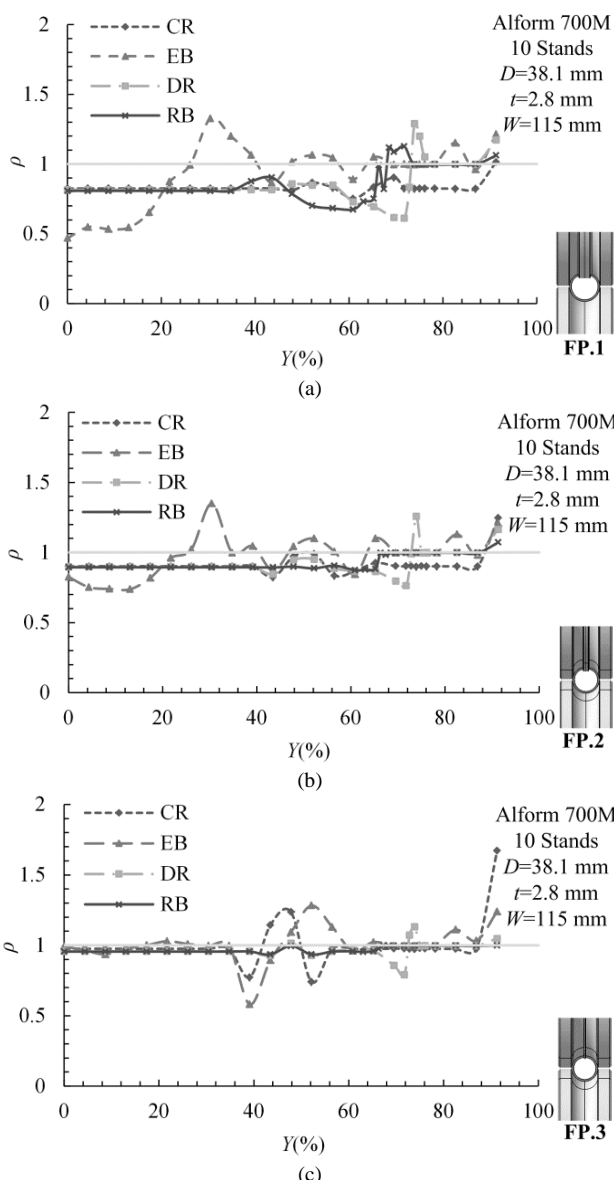 2
1.5
1
0.5
0
ρ
CR
EB
DR
RB
Alform 700M
10 Stands
D=38.1 mm
t=2.8 mm
W=115 mm
0 20 40 60 80 100
Y(%)
FP.1
(a)
2
1.5
1
0.5
0
ρ
CR
EB
DR
RB
Alform 700M
10 Stands
D=38.1 mm
t=2.8 mm
W=115 mm
0 20 40 60 80 100
Y(%)
FP.2
(b)
2
1.5
1
0.5
0
ρ
CR
EB
DR
RB
Alform 700M
10 Stands
D=38.1 mm
t=2.8 mm
W=115 mm
0 20 40 60 80 100
Y(%)
FP.3
(c)